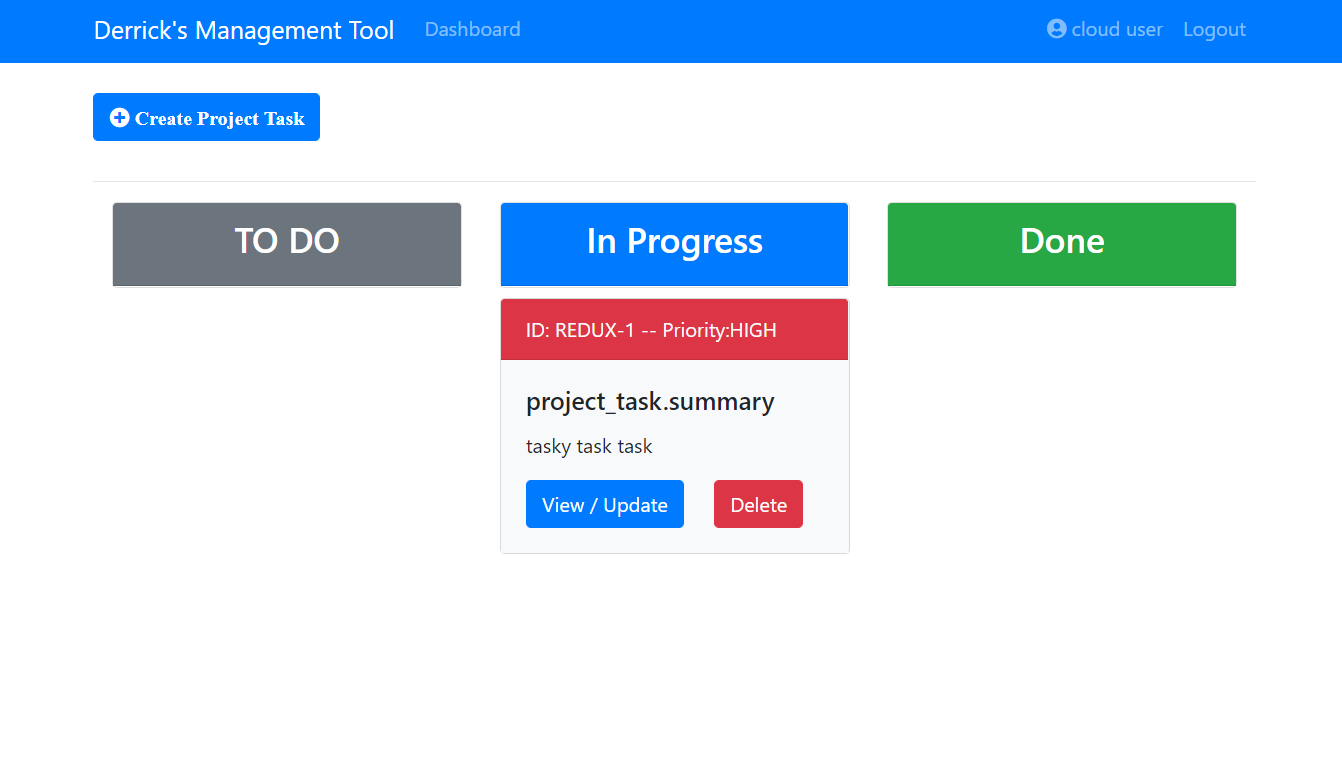 Derrick's Management Tool Dashboard cloud user Logout
Create Project Task
TO DO
In Progress
Done
ID: REDUX-1 -- Priority:HIGH
project_task.summary
tasky task task
View / Update Delete